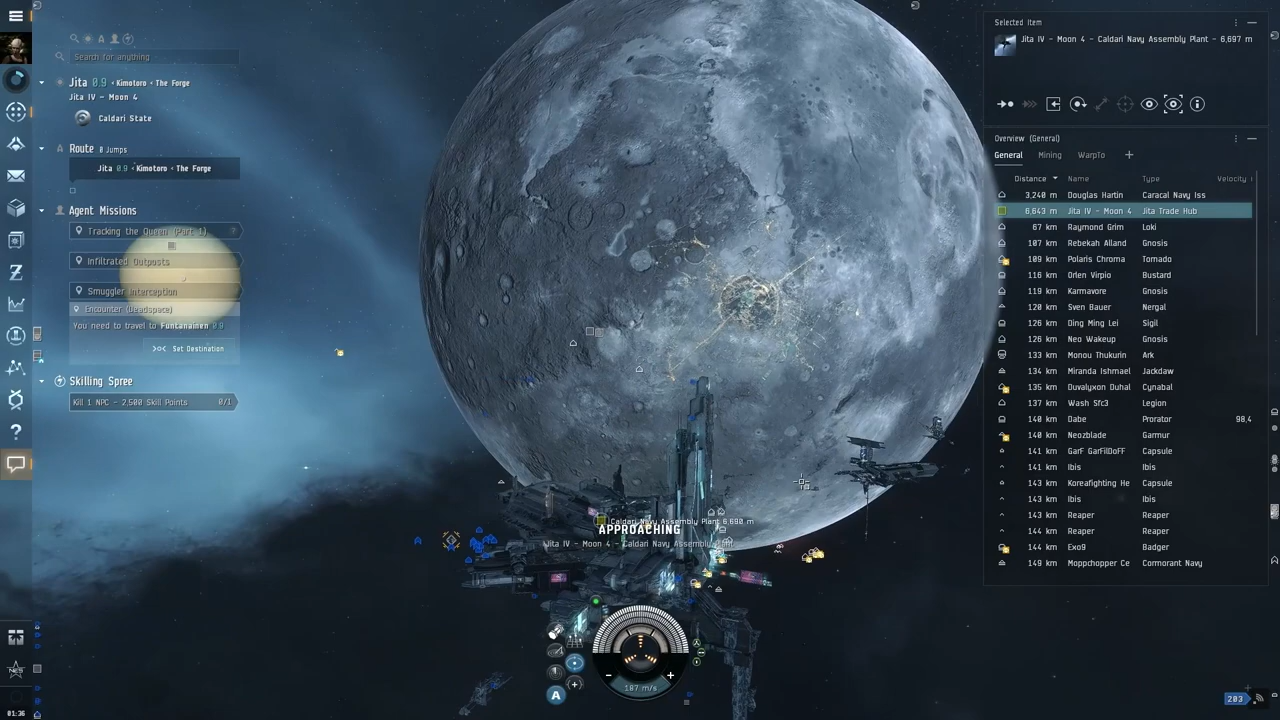 Search for anything
Jita 0.9 ‹ Kimotoro ‹ The Forge
Jita IV - Moon 4
Caldari State
Route 0 Jumps
Jita 0.9 ‹ Kimotoro ‹ The Forge
Agent Missions
Tracking the Queen (Part 1)
Infiltrated Outposts
Smuggler Interception
Encounter (Deadspace)
You need to travel to Funtanainen 0.9
Set Destination
Skilling Spree
Kill 1 NPC - 2,500 Skill Points 0/1
01:36
Caldari Navy Assembly Plant 6,690 m
APPROACHING
Jita IV - Moon 4 - Caldari Navy Assembly Plant
187 m/s
A
Selected Item
Jita IV - Moon 4 - Caldari Navy Assembly Plant - 6,697 m
Overview (General)
General Mining WarpTo +
Distance Name Type Velocity
3,240 m Douglas Hartin Caracal Navy Iss
6,643 m Jita IV - Moon 4 Jita Trade Hub
67 km Raymond Grim Loki
107 km Rebekah Alland Gnosis
109 km Polaris Chroma Tornado
116 km Orlen Virpio Bustard
119 km Karmavore Gnosis
120 km Sven Bauer Nergal
126 km Ding Ming Lei Sigil
126 km Neo Wakeup Gnosis
133 km Monou Thukurin Ark
134 km Miranda Ishmael Jackdaw
135 km Duvalyxon Duhal Cynabal
137 km Wash Sfc3 Legion
140 km Dabe Prorator 98,4
140 km Neozblade Garmur
141 km GarF GarFilDoFF Capsule
141 km Ibis Ibis
143 km Koreafighting He Capsule
143 km Ibis Ibis
143 km Reaper Reaper
144 km Reaper Reaper
144 km Exo9 Badger
149 km Moppchopper Ce Cormorant Navy
203